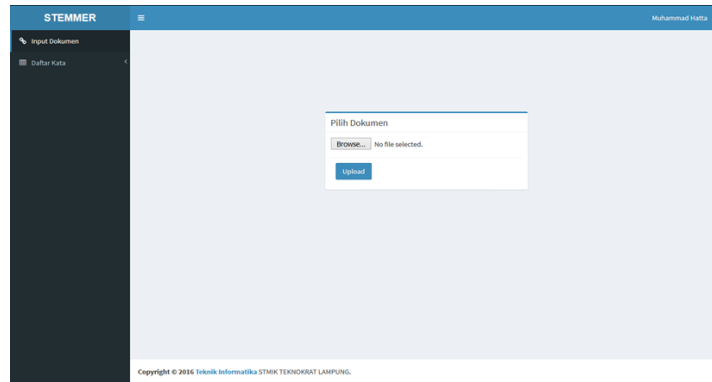 STEMMER
Muhammad Hatta
Input Dokumen
Daftar Kata
Pilih Dokumen
Browse... No file selected.
Upload
Copyright © 2016 Teknik Informatika STMIK TEKNOKRAT LAMPUNG.